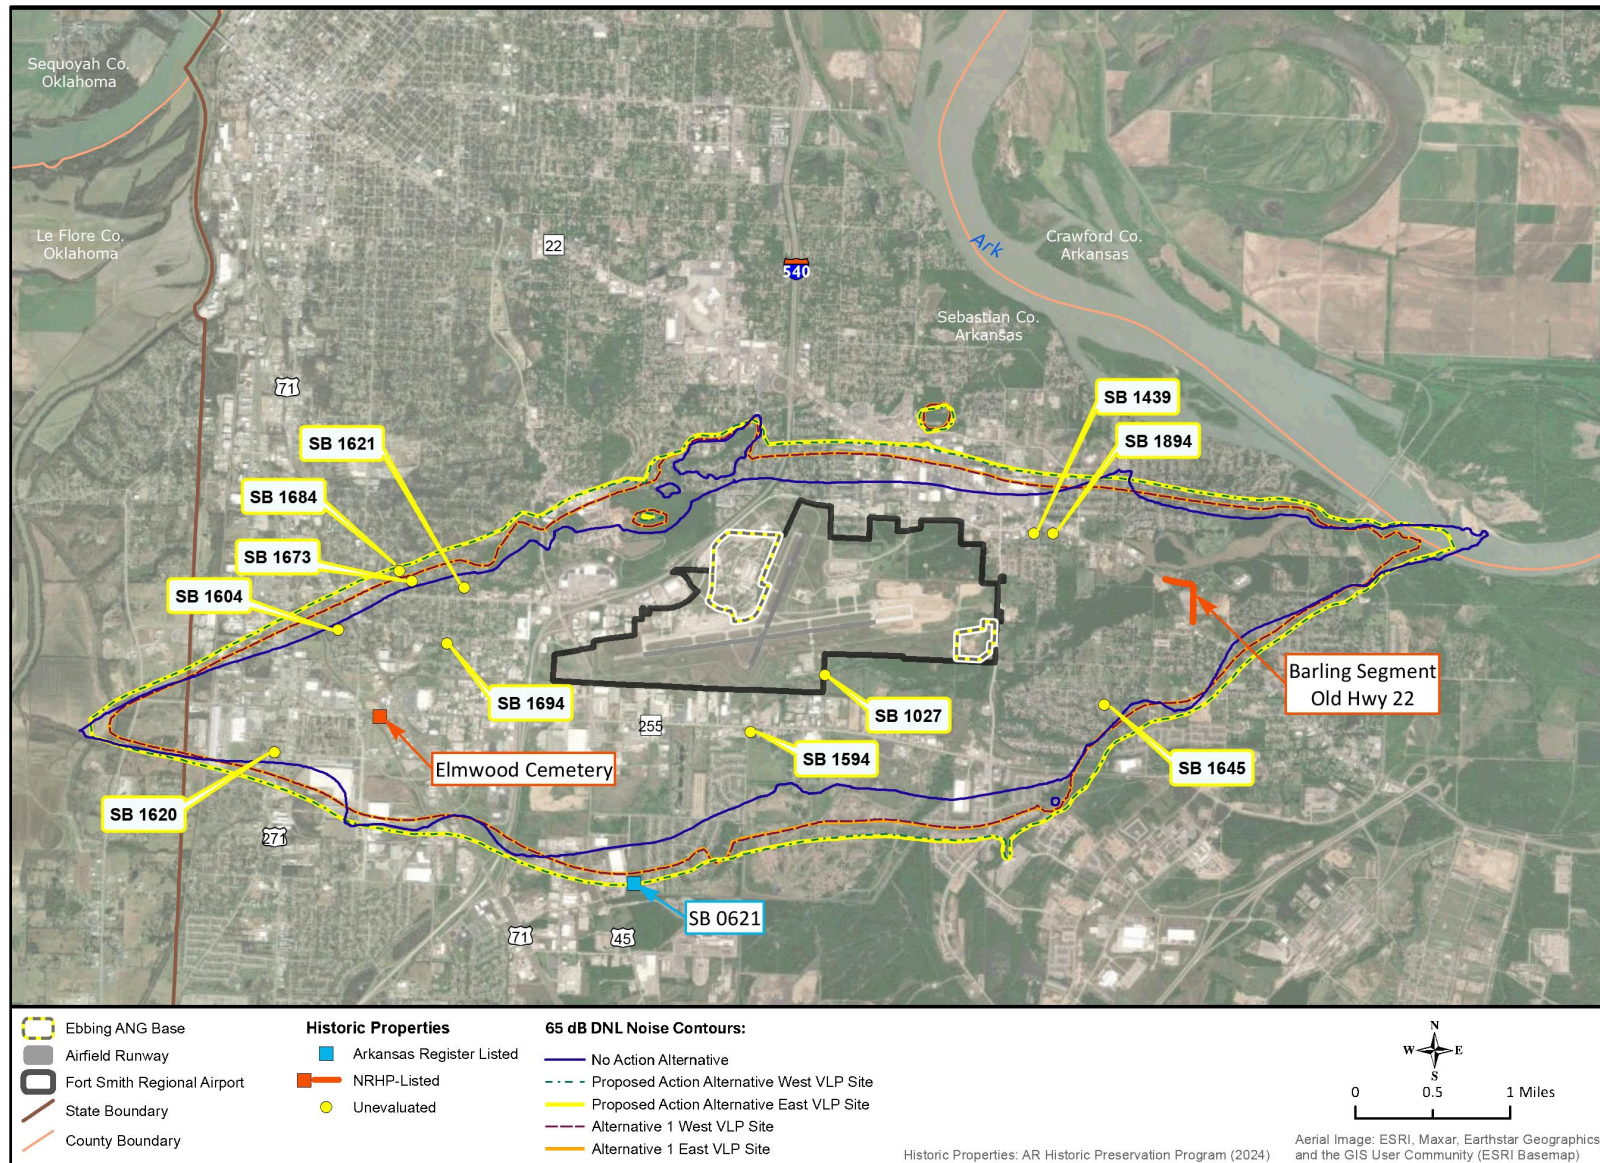 Sequoyah Co.
Oklahoma
Le Flore Co.
Oklahoma
22
540
Ark
Crawford Co.
Arkansas
Sebastian Co.
Arkansas
71
SB 1439
SB 1621
SB 1894
SB 1684
SB 1673
SB 1604
Barling Segment
Old Hwy 22
SB 1694
SB 1027
255
SB 1594
Elmwood Cemetery
SB 1645
SB 1620
271
SB 0621
71
45
Ebbing ANG Base
Airfield Runway
Fort Smith Regional Airport
State Boundary
County Boundary
Historic Properties
Arkansas Register Listed
NRHP-Listed
Unevaluated
65 dB DNL Noise Contours:
No Action Alternative
Proposed Action Alternative West VLP Site
Proposed Action Alternative East VLP Site
Alternative 1 West VLP Site
Alternative 1 East VLP Site
N
W E
S
0 0.5 1 Miles
Historic Properties: AR Historic Preservation Program (2024)
Aerial Image: ESRI, Maxar, Earthstar Geographics
and the GIS User Community (ESRI Basemap)